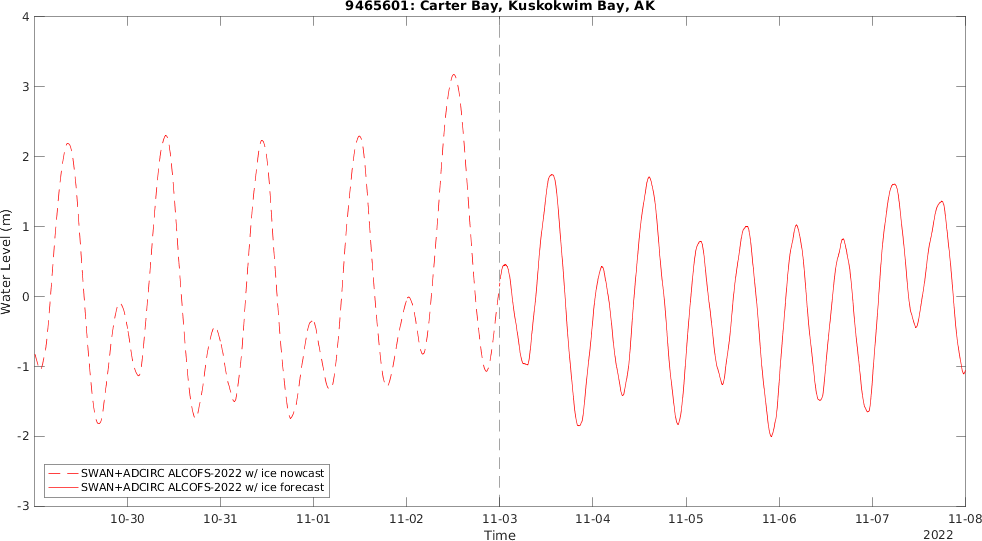 9465601: Carter Bay, Kuskokwim Bay, AK
4
3
2
1
0
-1
-2
-3
Water Level (m)
SWAN+ADCIRC ALCOFS-2022 w/ ice nowcast
SWAN+ADCIRC ALCOFS-2022 w/ ice forecast
10-30 10-31 11-01 11-02 11-03 11-04 11-05 11-06 11-07 11-08
Time
2022